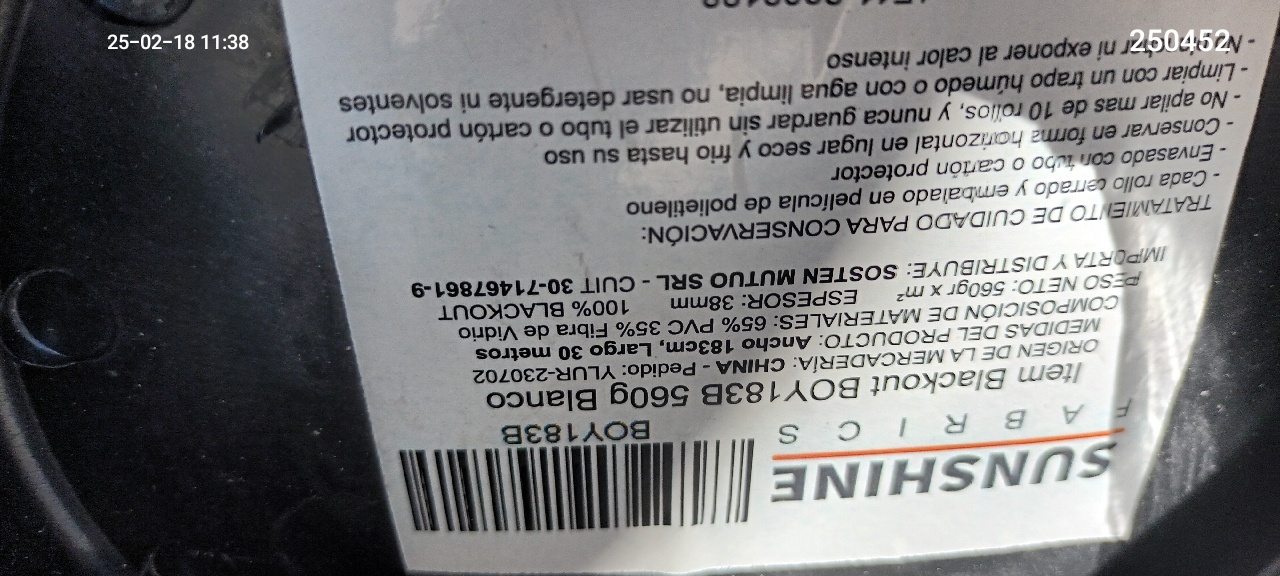 25-02-18 11:38
250452
SUNSHINE
FABRICS
BOY183B
Item Blackout BOY183B 560g Blanco
ORIGEN DE LA MERCADERÍA: CHINA - Pedido: YLUR-230702
MEDIDAS DEL PRODUCTO: Ancho 183cm, Largo 30 metros
COMPOSICIÓN DE MATERIALES: 65% PVC 35% Fibra de Vidrio
PESO NETO: 560gr x m² ESPESOR: 38mm 100% BLACKOUT
IMPORTA Y DISTRIBUYE: SOSTEN MUTUO SRL - CUIT 30-71467861-9
TRATAMIENTO DE CUIDADO PARA CONSERVACIÓN:
- Cada rollo cerrado y embalado en película de polietileno
- Envasado con tubo o cartón protector
- Conservar en forma horizontal en lugar seco y frio hasta su uso
- No apilar mas de 10 rollos, y nunca guardar sin utilizar el tubo o cartón protector
- Limpiar con un trapo húmedo o con agua limpia, no usar detergente ni solventes
- No ni exponer al calor intenso